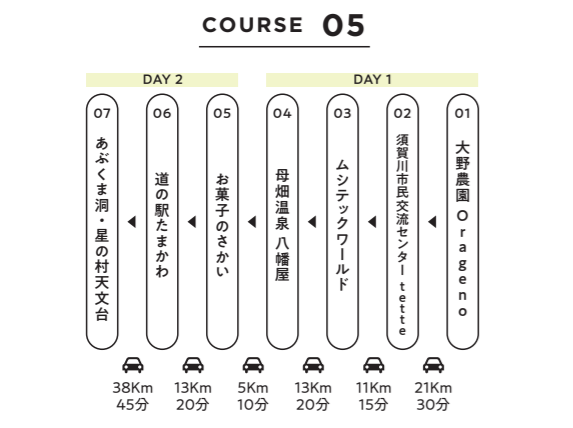 COURSE 05
DAY 1
01
大野農園 Orageno
02
須賀川市民交流センター tette
03
ムシテックワールド
04
母畑温泉 八幡屋
DAY 2
05
お菓子のさかい
06
道の駅たまかわ
07
あぶくま洞・星の村天文台
21Km
30分
11Km
15分
13Km
20分
5Km
10分
13Km
20分
38Km
45分